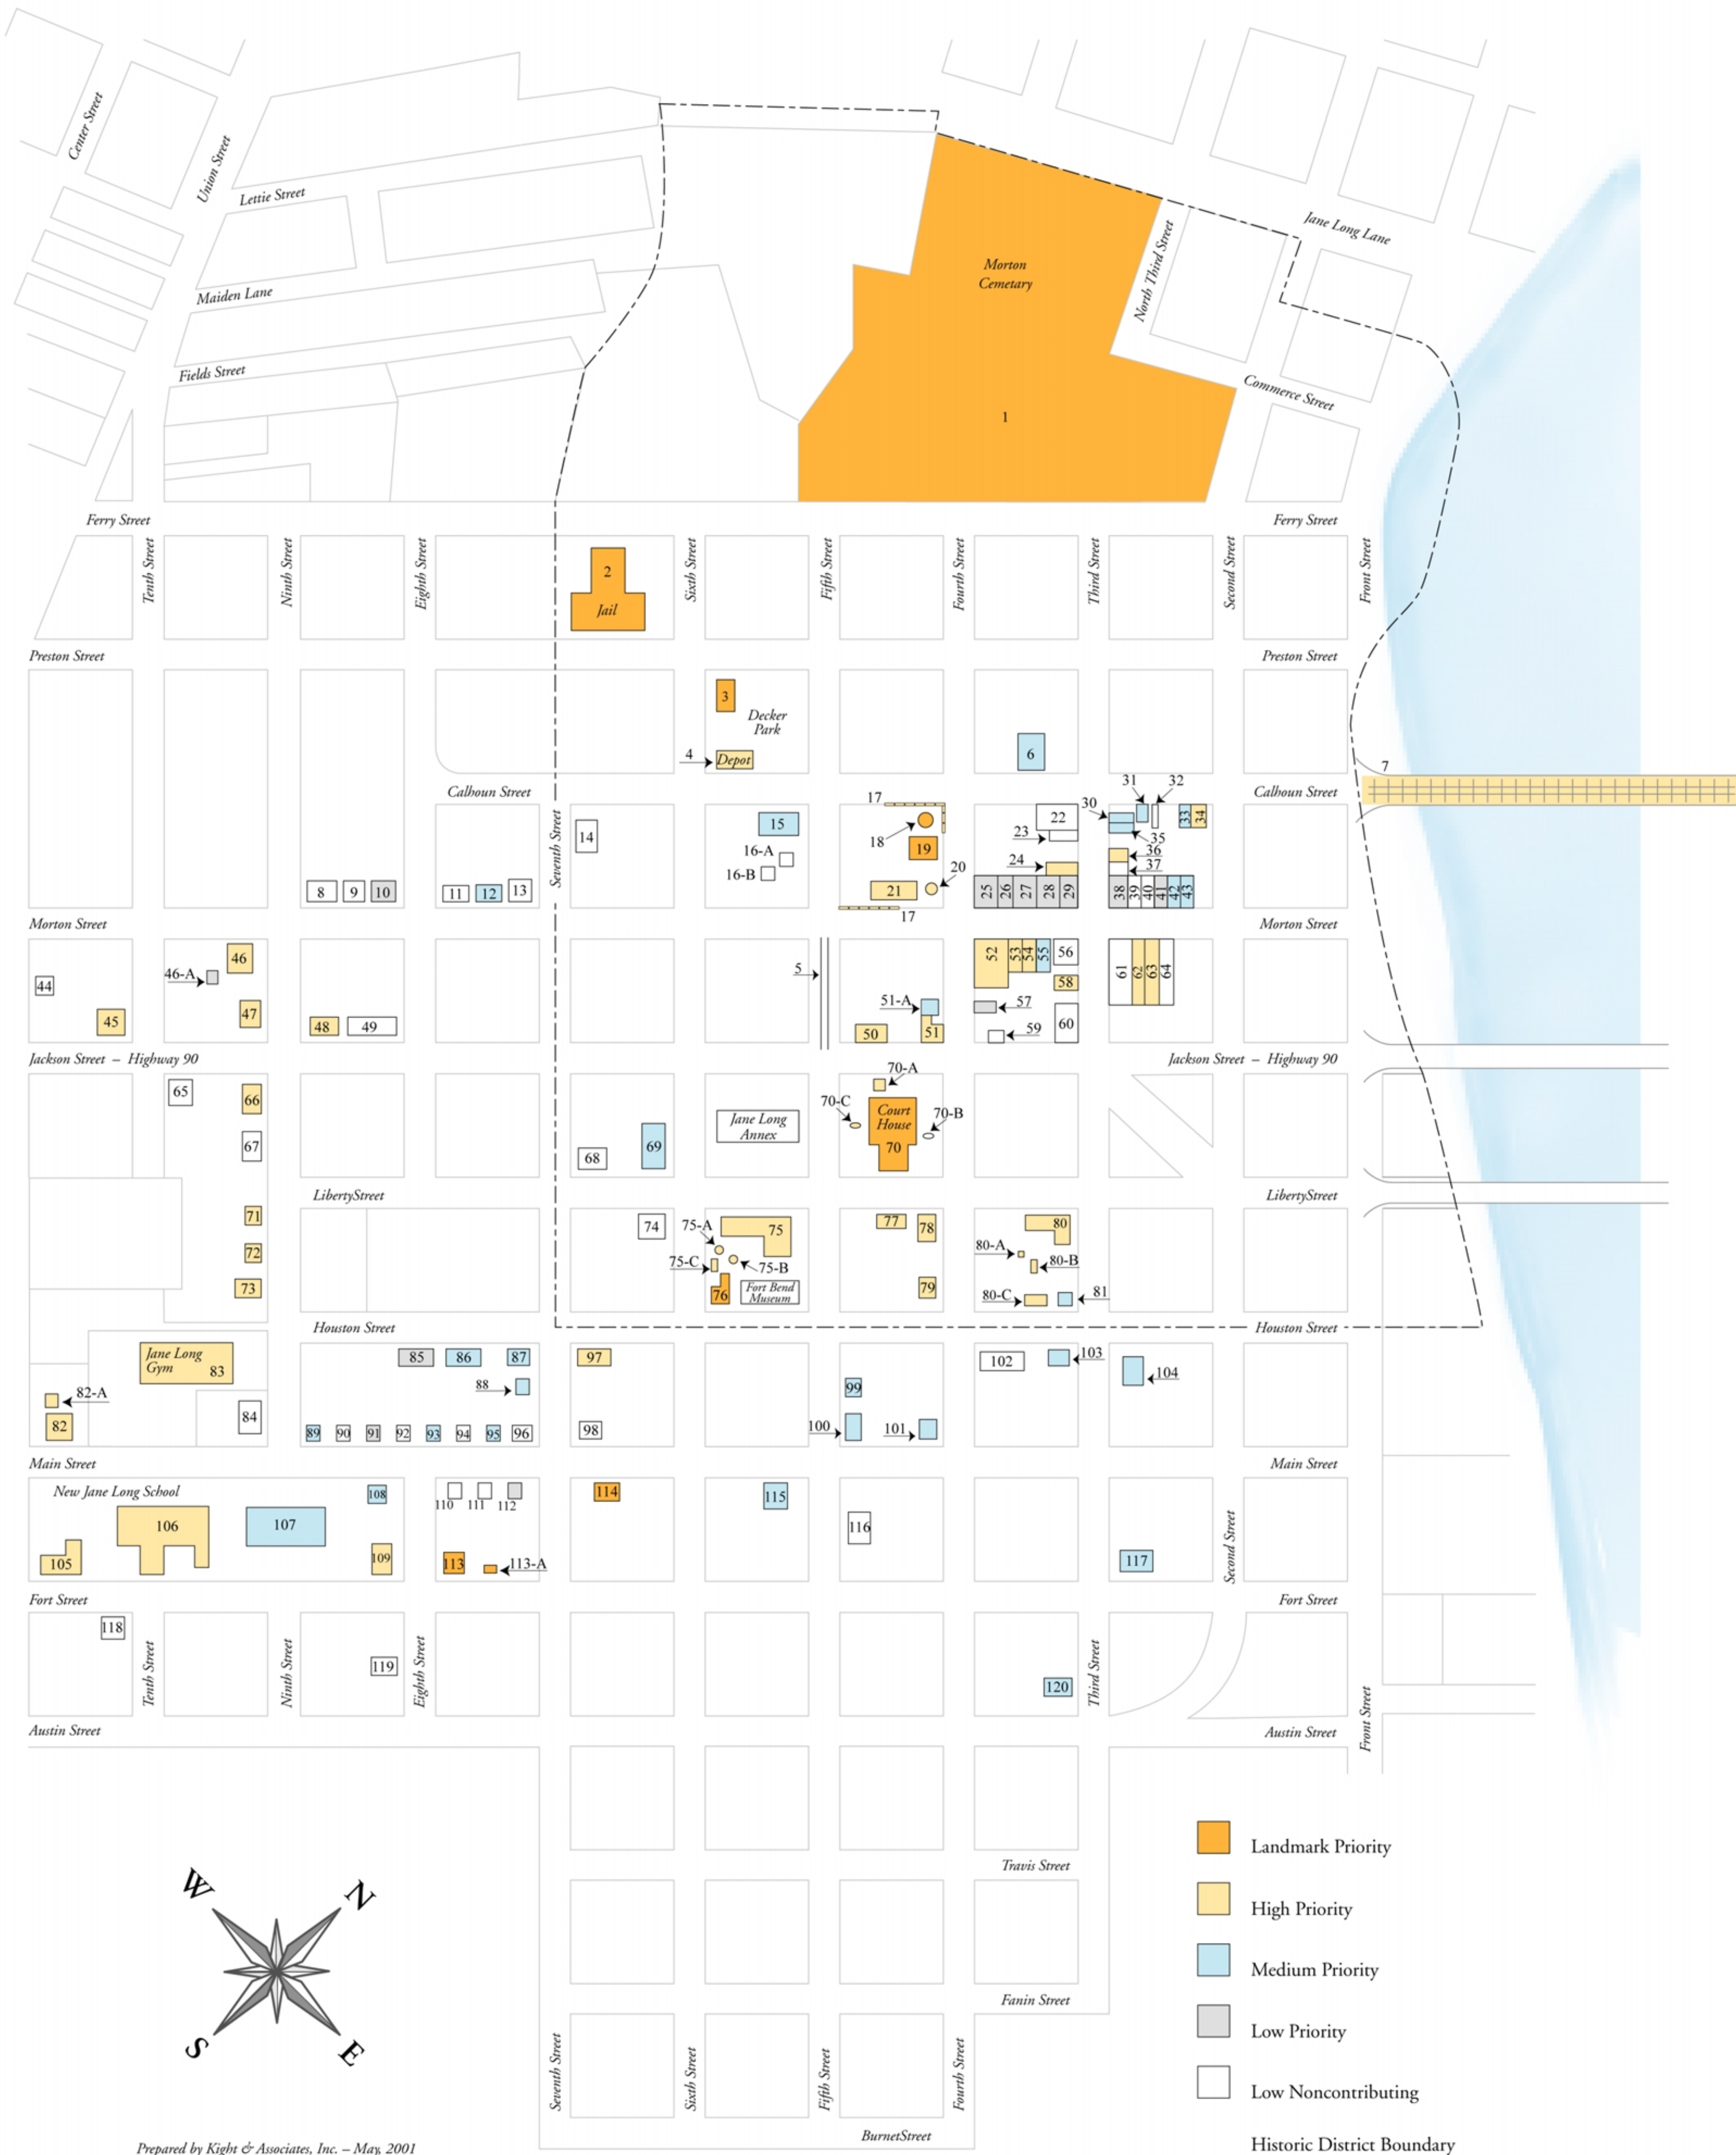 Center Street
Union Street
Lettie Street
Maiden Lane
Fields Street
Morton
Cemetary
1
North Third Street
Jane Long Lane
Commerce Street
Ferry Street
Ferry Street
Tenth Street
Ninth Street
Eighth Street
2
Jail
Sixth Street
Fifth Street
Fourth Street
Third Street
Second Street
Front Street
Preston Street
Preston Street
3
Decker
Park
4
Depot
6
7
Calhoun Street
Calhoun Street
Seventh Street
8
9
10
11
12
13
14
15
16-A
16-B
17
18
19
20
21
17
22
23
24
25
26
27
28
29
30
31
32
33
34
35
36
37
38
39
40
41
42
43
Morton Street
Morton Street
44
45
46-A
46
47
48
49
5
51-A
50
51
52
53
54
55
56
57
58
59
60
61
62
63
64
Jackson Street – Highway 90
Jackson Street – Highway 90
65
66
67
68
69
Jane Long
Annex
70-A
70-C
Court
House
70
70-B
LibertyStreet
LibertyStreet
71
72
73
74
75-A
75
75-C
75-B
76
Fort Bend
Museum
77
78
79
80
80-A
80-B
80-C
81
Houston Street
Houston Street
Jane Long
Gym
83
82-A
82
84
85
86
87
88
89
90
91
92
93
94
95
96
97
98
99
100
101
102
103
104
Main Street
Main Street
New Jane Long School
105
106
107
108
109
110
111
112
113
113-A
114
115
116
117
Second Street
Fort Street
Fort Street
118
Tenth Street
Ninth Street
119
Eighth Street
120
Third Street
Front Street
Austin Street
Austin Street
Travis Street
Fanin Street
Seventh Street
Sixth Street
Fifth Street
Fourth Street
BurnetStreet
W
N
S
E
Landmark Priority
High Priority
Medium Priority
Low Priority
Low Noncontributing
Historic District Boundary
Prepared by Kight & Associates, Inc. – May, 2001